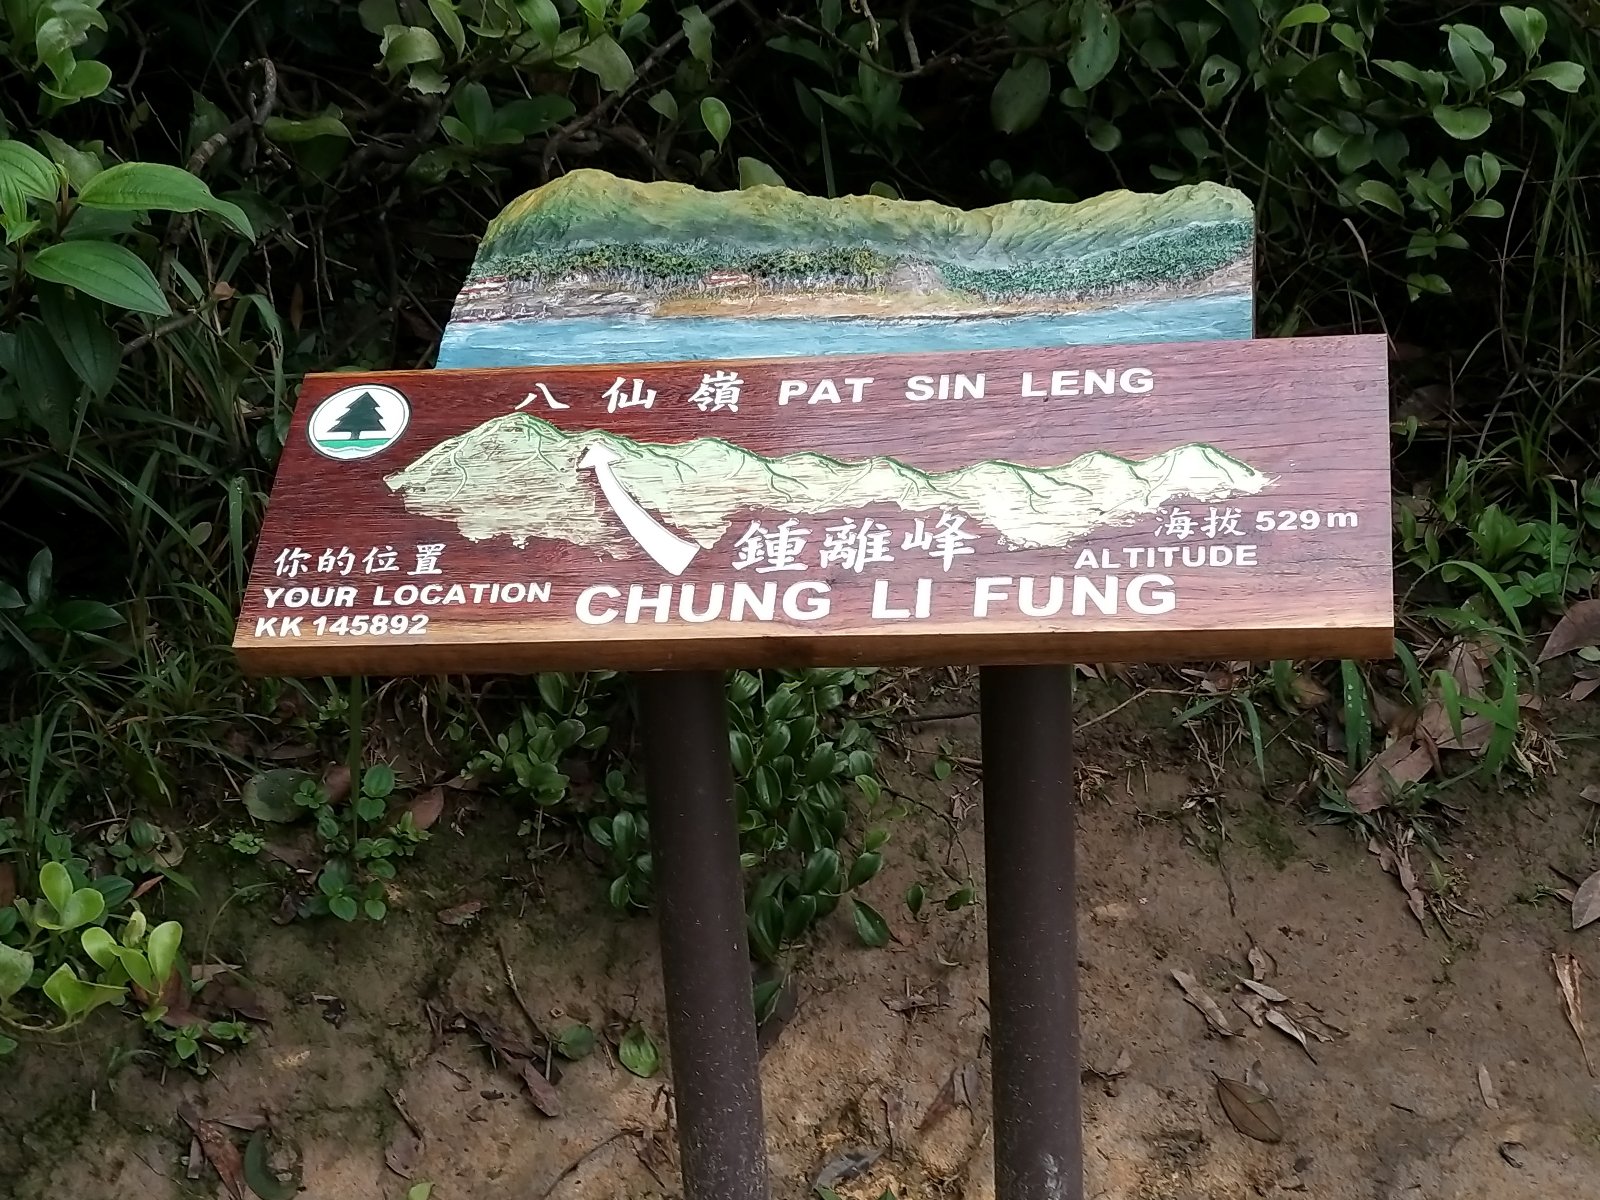 八仙嶺 PAT SIN LENG
你的位置
YOUR LOCATION
KK 145892
鍾離峰
CHUNG LI FUNG
海拔 529m
ALTITUDE